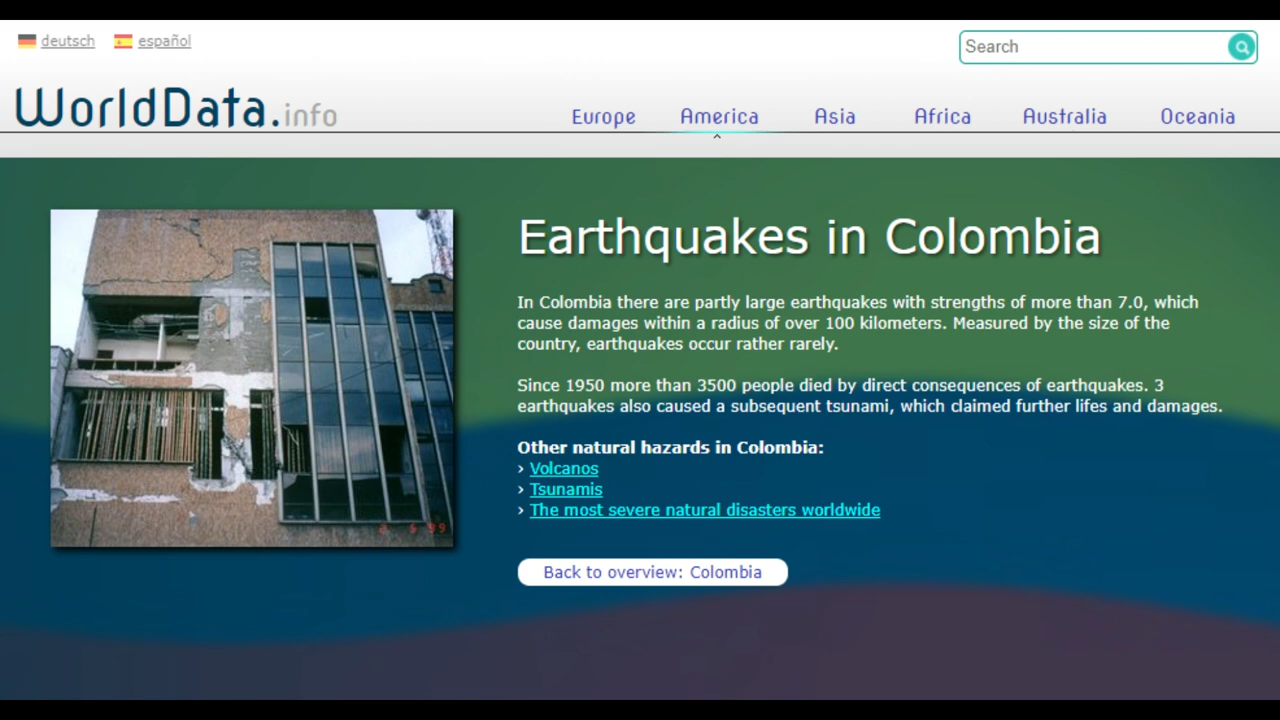 deutsch español
Search
WorldData.info
Europe America Asia Africa Australia Oceania
Earthquakes in Colombia
In Colombia there are partly large earthquakes with strengths of more than 7.0, which
cause damages within a radius of over 100 kilometers. Measured by the size of the
country, earthquakes occur rather rarely.
Since 1950 more than 3500 people died by direct consequences of earthquakes. 3
earthquakes also caused a subsequent tsunami, which claimed further lifes and damages.
Other natural hazards in Colombia:
› Volcanos
› Tsunamis
› The most severe natural disasters worldwide
2 5 '99
Back to overview: Colombia